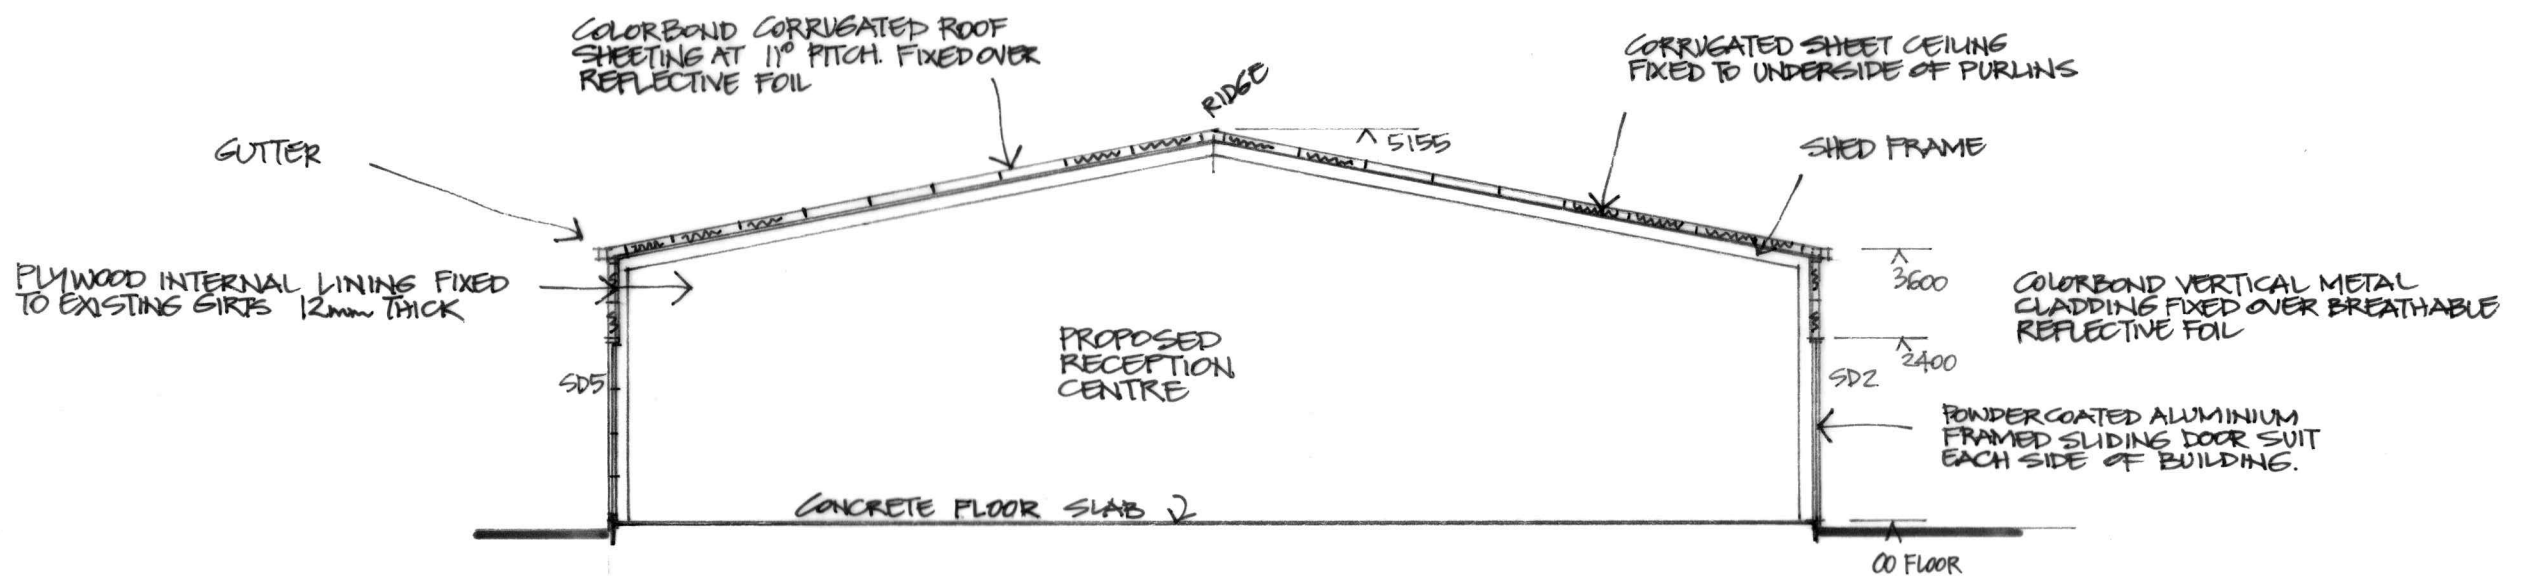 COLORBOND CORRUGATED ROOF
SHEETING AT 11° PITCH. FIXED OVER
REFLECTIVE FOIL
CORRUGATED SHEET CEILING
FIXED TO UNDERSIDE OF PURLINS
RIDGE
5155
GUTTER
SHED FRAME
PLYWOOD INTERNAL LINING FIXED
TO EXISTING GIRTS 12mm THICK
3600
COLORBOND VERTICAL METAL
CLADDING FIXED OVER BREATHABLE
REFLECTIVE FOIL
PROPOSED
RECEPTION
CENTRE
2400
SD5
SD2
POWDERCOATED ALUMINIUM
FRAMED SLIDING DOOR SUIT
EACH SIDE OF BUILDING.
CONCRETE FLOOR SLAB
00 FLOOR